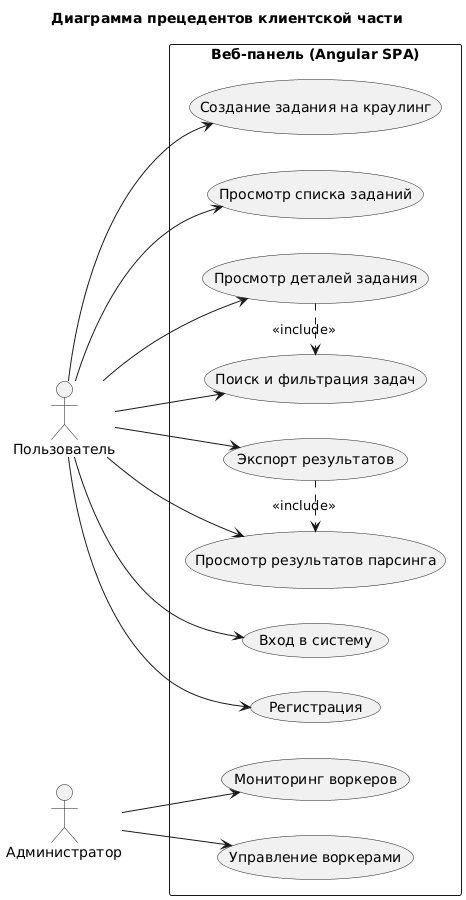 Диаграмма прецедентов клиентской части
Веб-панель (Angular SPA)
Создание задания на краулинг
Просмотр списка заданий
Просмотр деталей задания
«include»
Поиск и фильтрация задач
Пользователь
Экспорт результатов
«include»
Просмотр результатов парсинга
Вход в систему
Регистрация
Мониторинг воркеров
Администратор
Управление воркерами